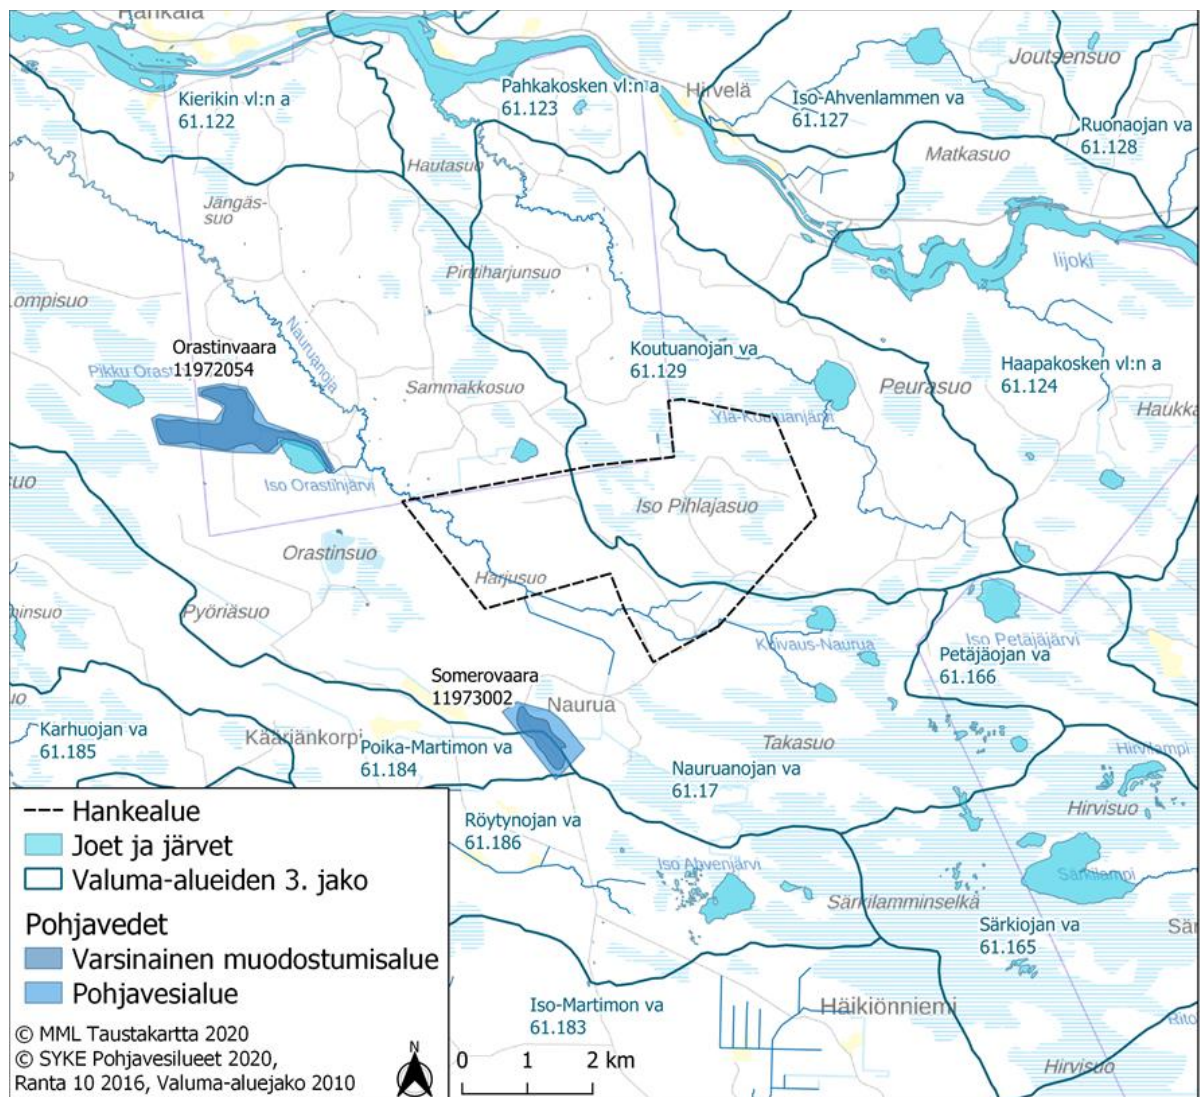 Hankala
Joutsensuo
Pahkakosken vl:n a
61.123
Hirvelä
Iso-Ahvenlammen va
61.127
Kierikin vl:n a
61.122
Ruonaojan va
61.128
Hautasuo
Matkasuo
Jängäs-
suo
Iijoki
Pirttiharjunsuo
Lompisuo
Nauruanoja
Orastinvaara
11972054
Koutuanojan va
61.129
Haapakosken vl:n a
61.124
Sammakkosuo
Peurasuo
Haukka
Ylä-Koutuanjärvi
Iso Orastinjärvi
Iso Pihlajasuo
Orastinsuo
Harjusuo
Pyöriäsuo
Iso Petäjäjärvi
Petäjäojan va
61.166
Koivaus-Naurua
Somerovaara
11973002
Naurua
Karhuojan va
61.185
Kääriänkorpi
Poika-Martimon va
61.184
Takasuo
Nauruanojan va
61.17
Hirvilampi
Hirvisuo
Röytynojan va
61.186
Iso Ahvenjärvi
Särkilampi
Särkilamminselkä
Särkiojan va
61.165
Iso-Martimon va
61.183
Häikiönniemi
Hirvisuo
Hankealue
Joet ja järvet
Valuma-alueiden 3. jako
Pohjavedet
Varsinainen muodostumisalue
Pohjavesialue
© MML Taustakartta 2020
© SYKE Pohjavesilueet 2020,
Ranta 10 2016, Valuma-aluejako 2010
N
0 1 2 km